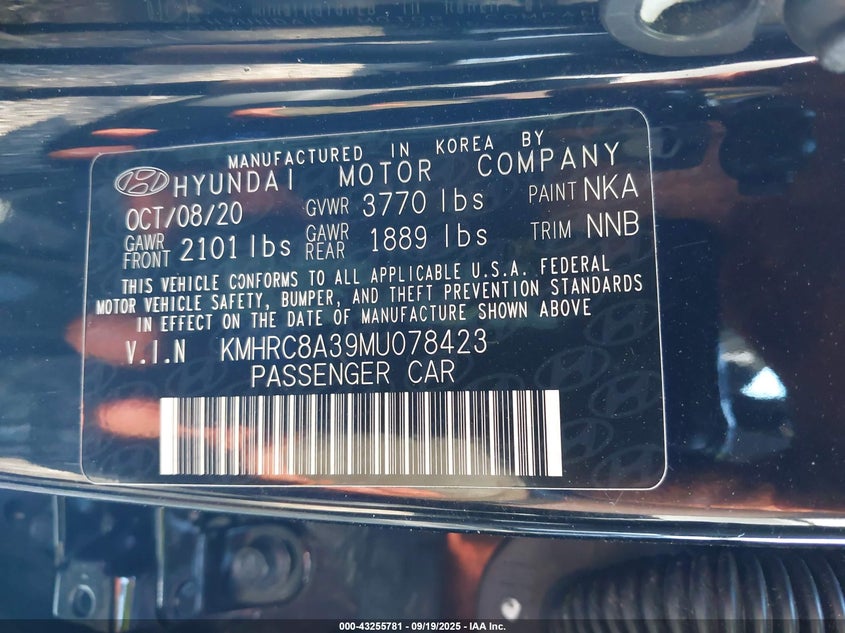 MANUFACTURED IN KOREA BY
HYUNDAI MOTOR COMPANY
OCT/08/20 GVWR 3770 lbs PAINT NKA
GAWR FRONT 2101 lbs GAWR REAR 1889 lbs TRIM NNB
THIS VEHICLE CONFORMS TO ALL APPLICABLE U.S.A. FEDERAL
MOTOR VEHICLE SAFETY, BUMPER, AND THEFT PREVENTION STANDARDS
IN EFFECT ON THE DATE OF MANUFACTURE SHOWN ABOVE
V.I.N KMHRC8A39MU078423
PASSENGER CAR
000-43255781 - 09/19/2025 - IAA Inc.